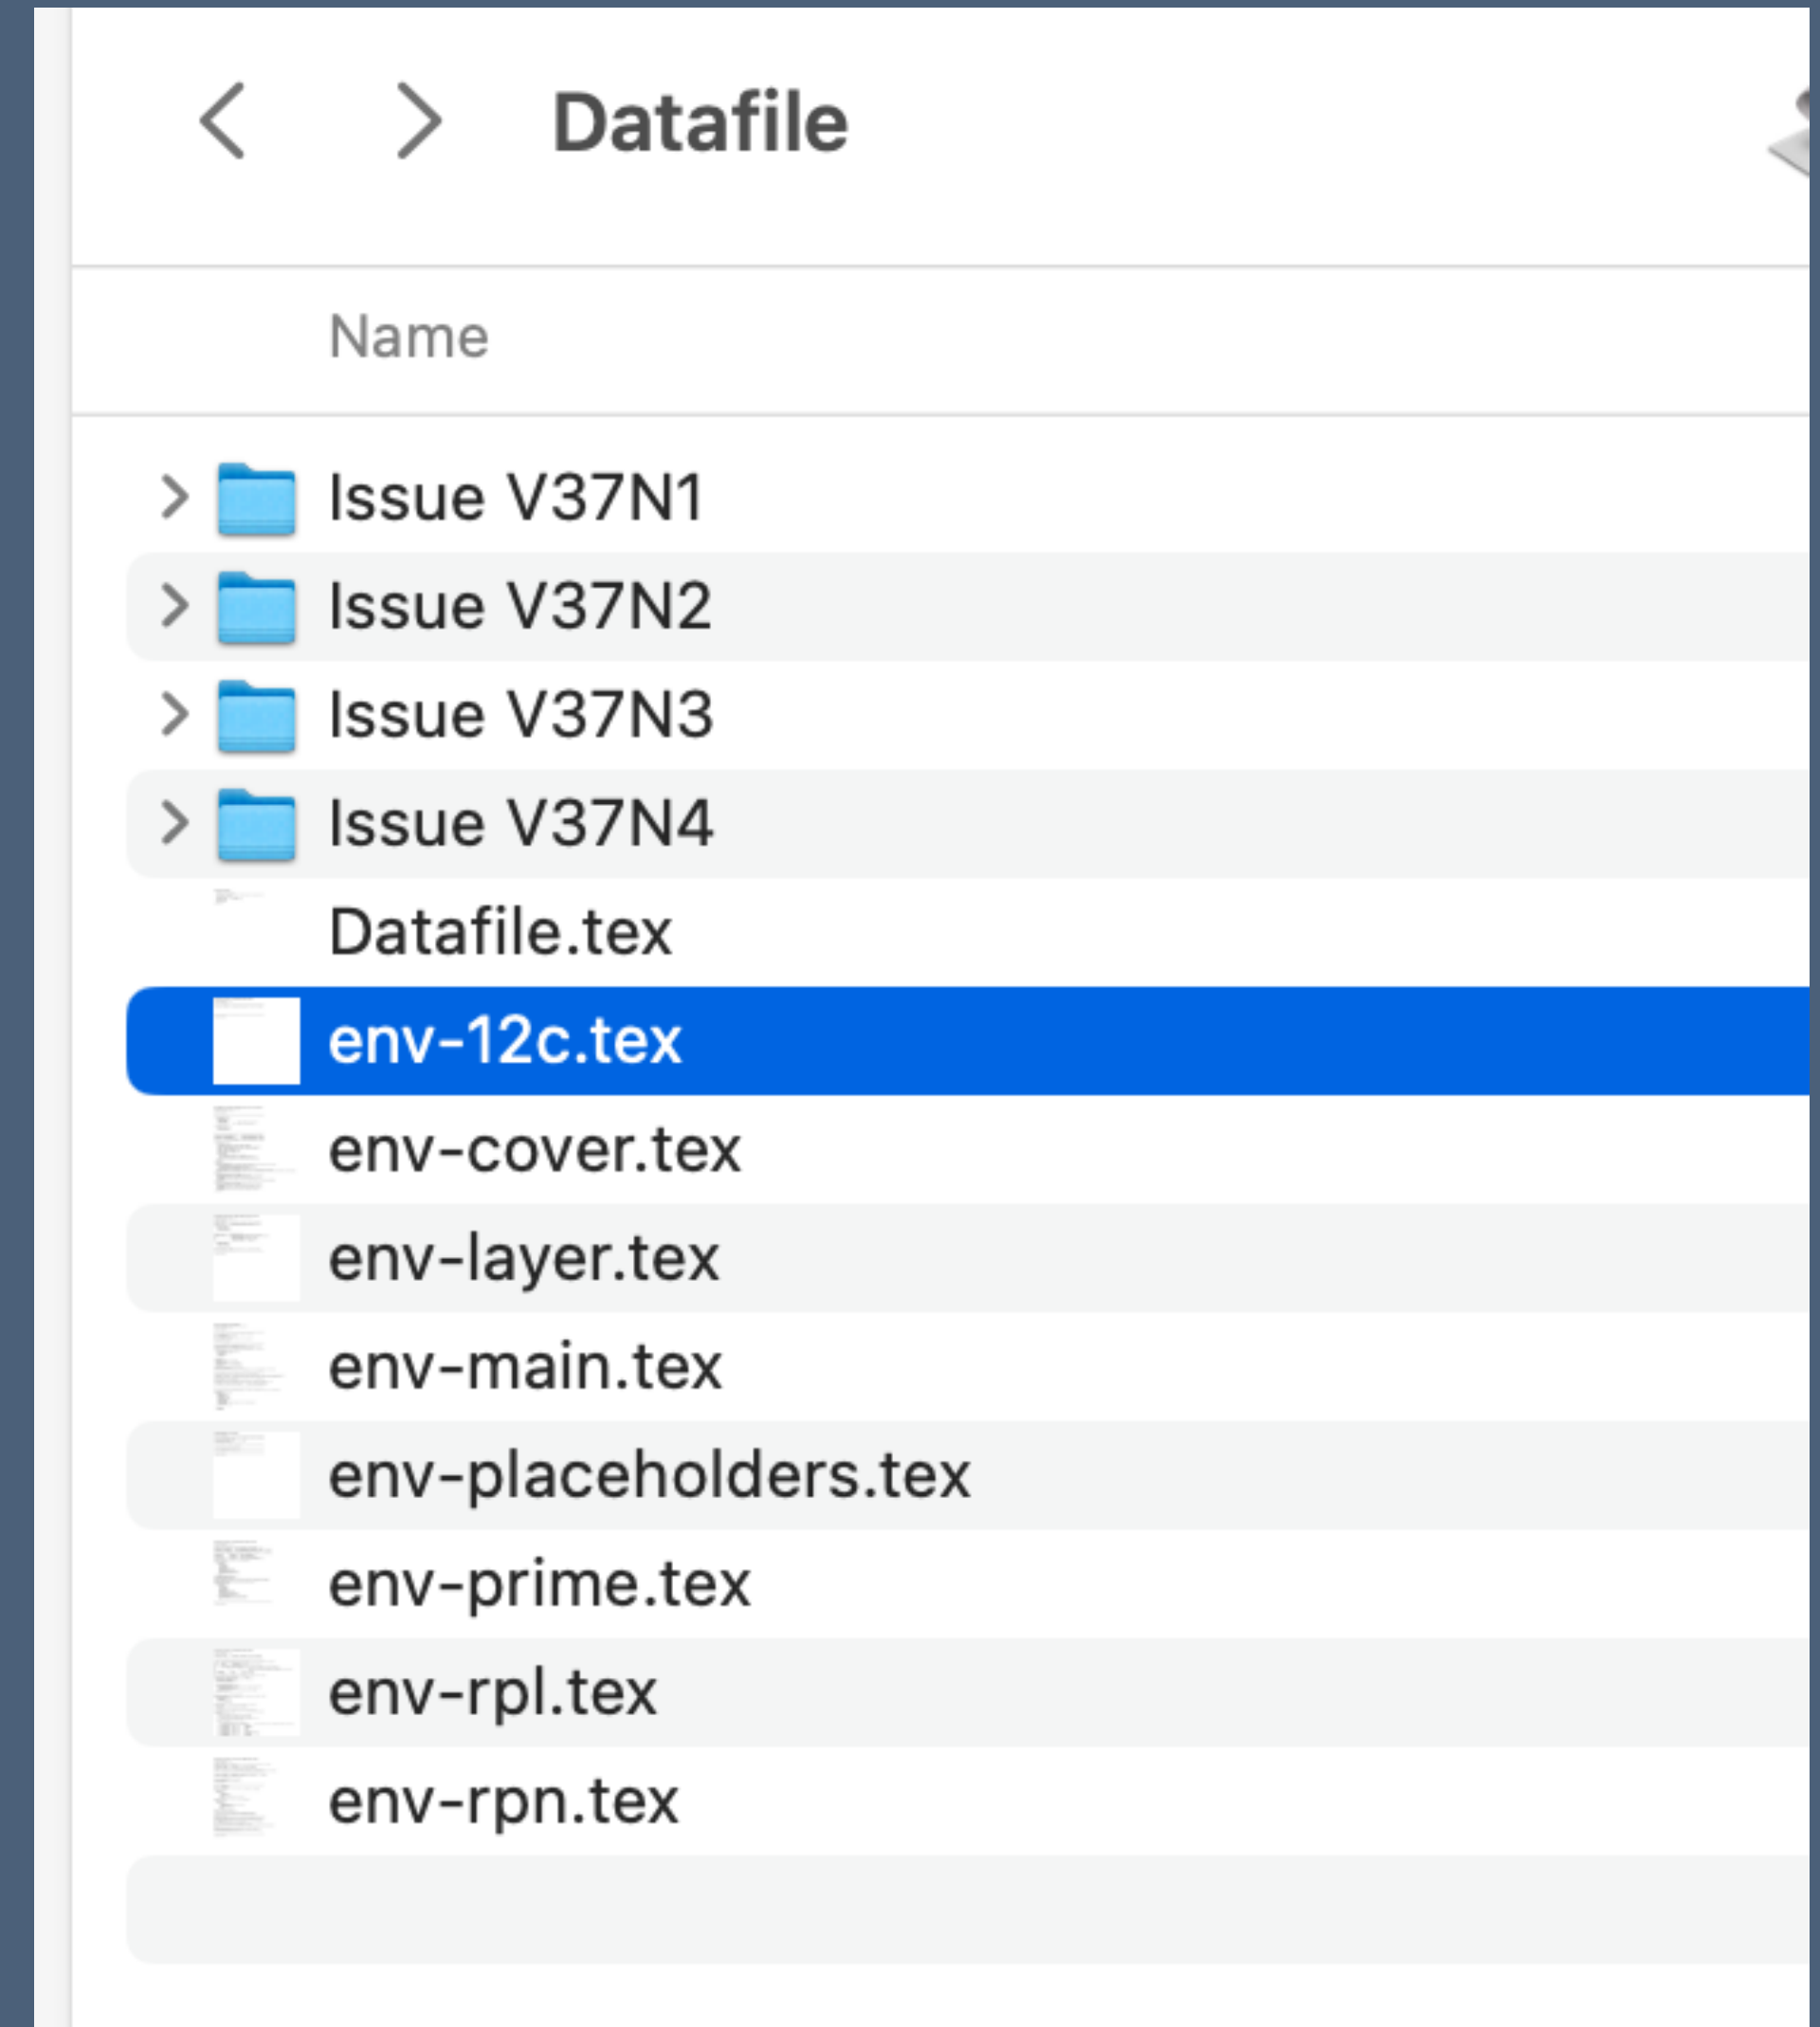 Datafile
Name
Issue V37N1
Issue V37N2
Issue V37N3
Issue V37N4
Datafile.tex
env-12c.tex
env-cover.tex
env-layer.tex
env-main.tex
env-placeholders.tex
env-prime.tex
env-rpl.tex
env-rpn.tex